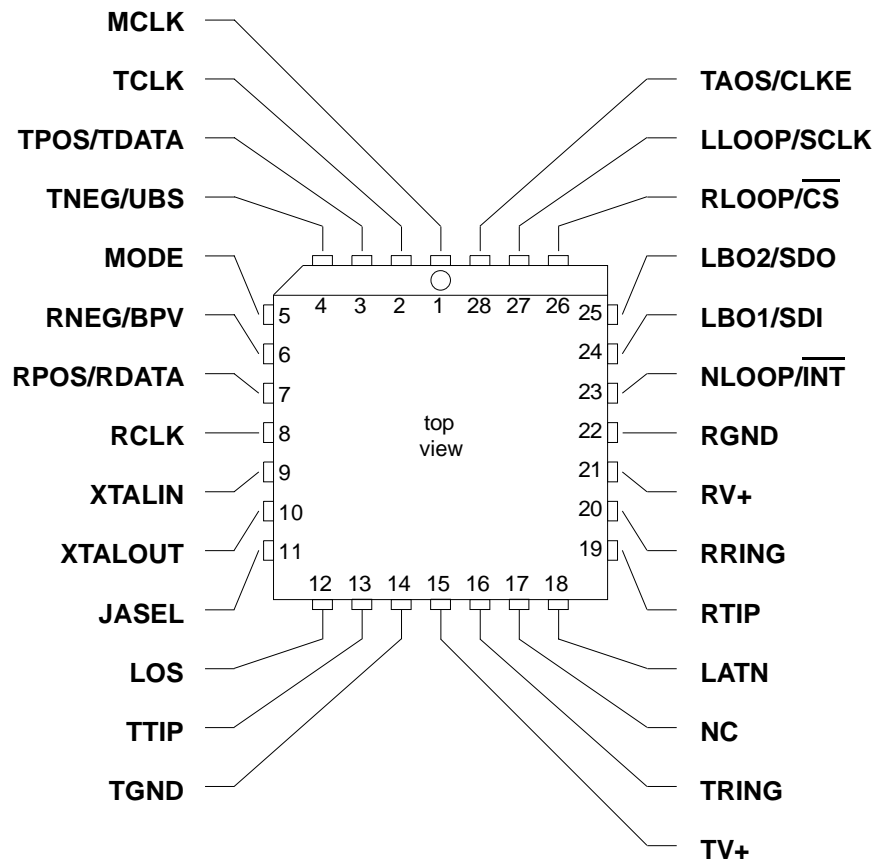 MCLK
TCLK
TPOS/TDATA
TNEG/UBS
MODE
RNEG/BPV
RPOS/RDATA
RCLK
XTALIN
XTALOUT
JASEL
LOS
TTIP
TGND
TAOS/CLKE
LLOOP/SCLK
RLOOP/C̅S̅
LBO2/SDO
LBO1/SDI
NLOOP/I̅N̅T̅
RGND
RV+
RRING
RTIP
LATN
NC
TRING
TV+
4 3 2 1 28 27 26
5
6
7
8
9
10
11
25
24
23
22
21
20
19
top
view
12 13 14 15 16 17 18